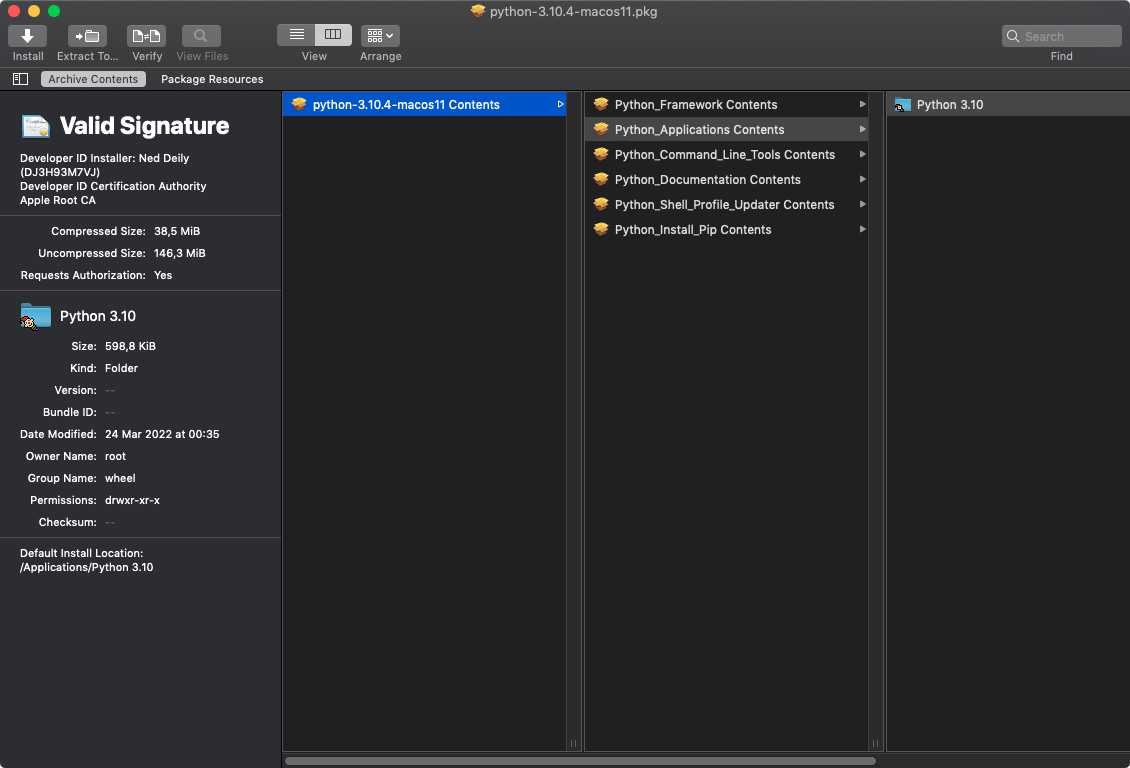 python-3.10.4-macos11.pkg
Install
Extract To...
Verify
View Files
View
Arrange
Search
Find
Archive Contents
Package Resources
Valid Signature
Developer ID Installer: Ned Deily
(DJ3H93M7VJ)
Developer ID Certification Authority
Apple Root CA
Compressed Size: 38,5 MiB
Uncompressed Size: 146,3 MiB
Requests Authorization: Yes
Python 3.10
Size: 598,8 KiB
Kind: Folder
Version: --
Bundle ID: --
Date Modified: 24 Mar 2022 at 00:35
Owner Name: root
Group Name: wheel
Permissions: drwxr-xr-x
Checksum: --
Default Install Location:
/Applications/Python 3.10
python-3.10.4-macos11 Contents
Python_Framework Contents
Python_Applications Contents
Python_Command_Line_Tools Contents
Python_Documentation Contents
Python_Shell_Profile_Updater Contents
Python_Install_Pip Contents
Python 3.10